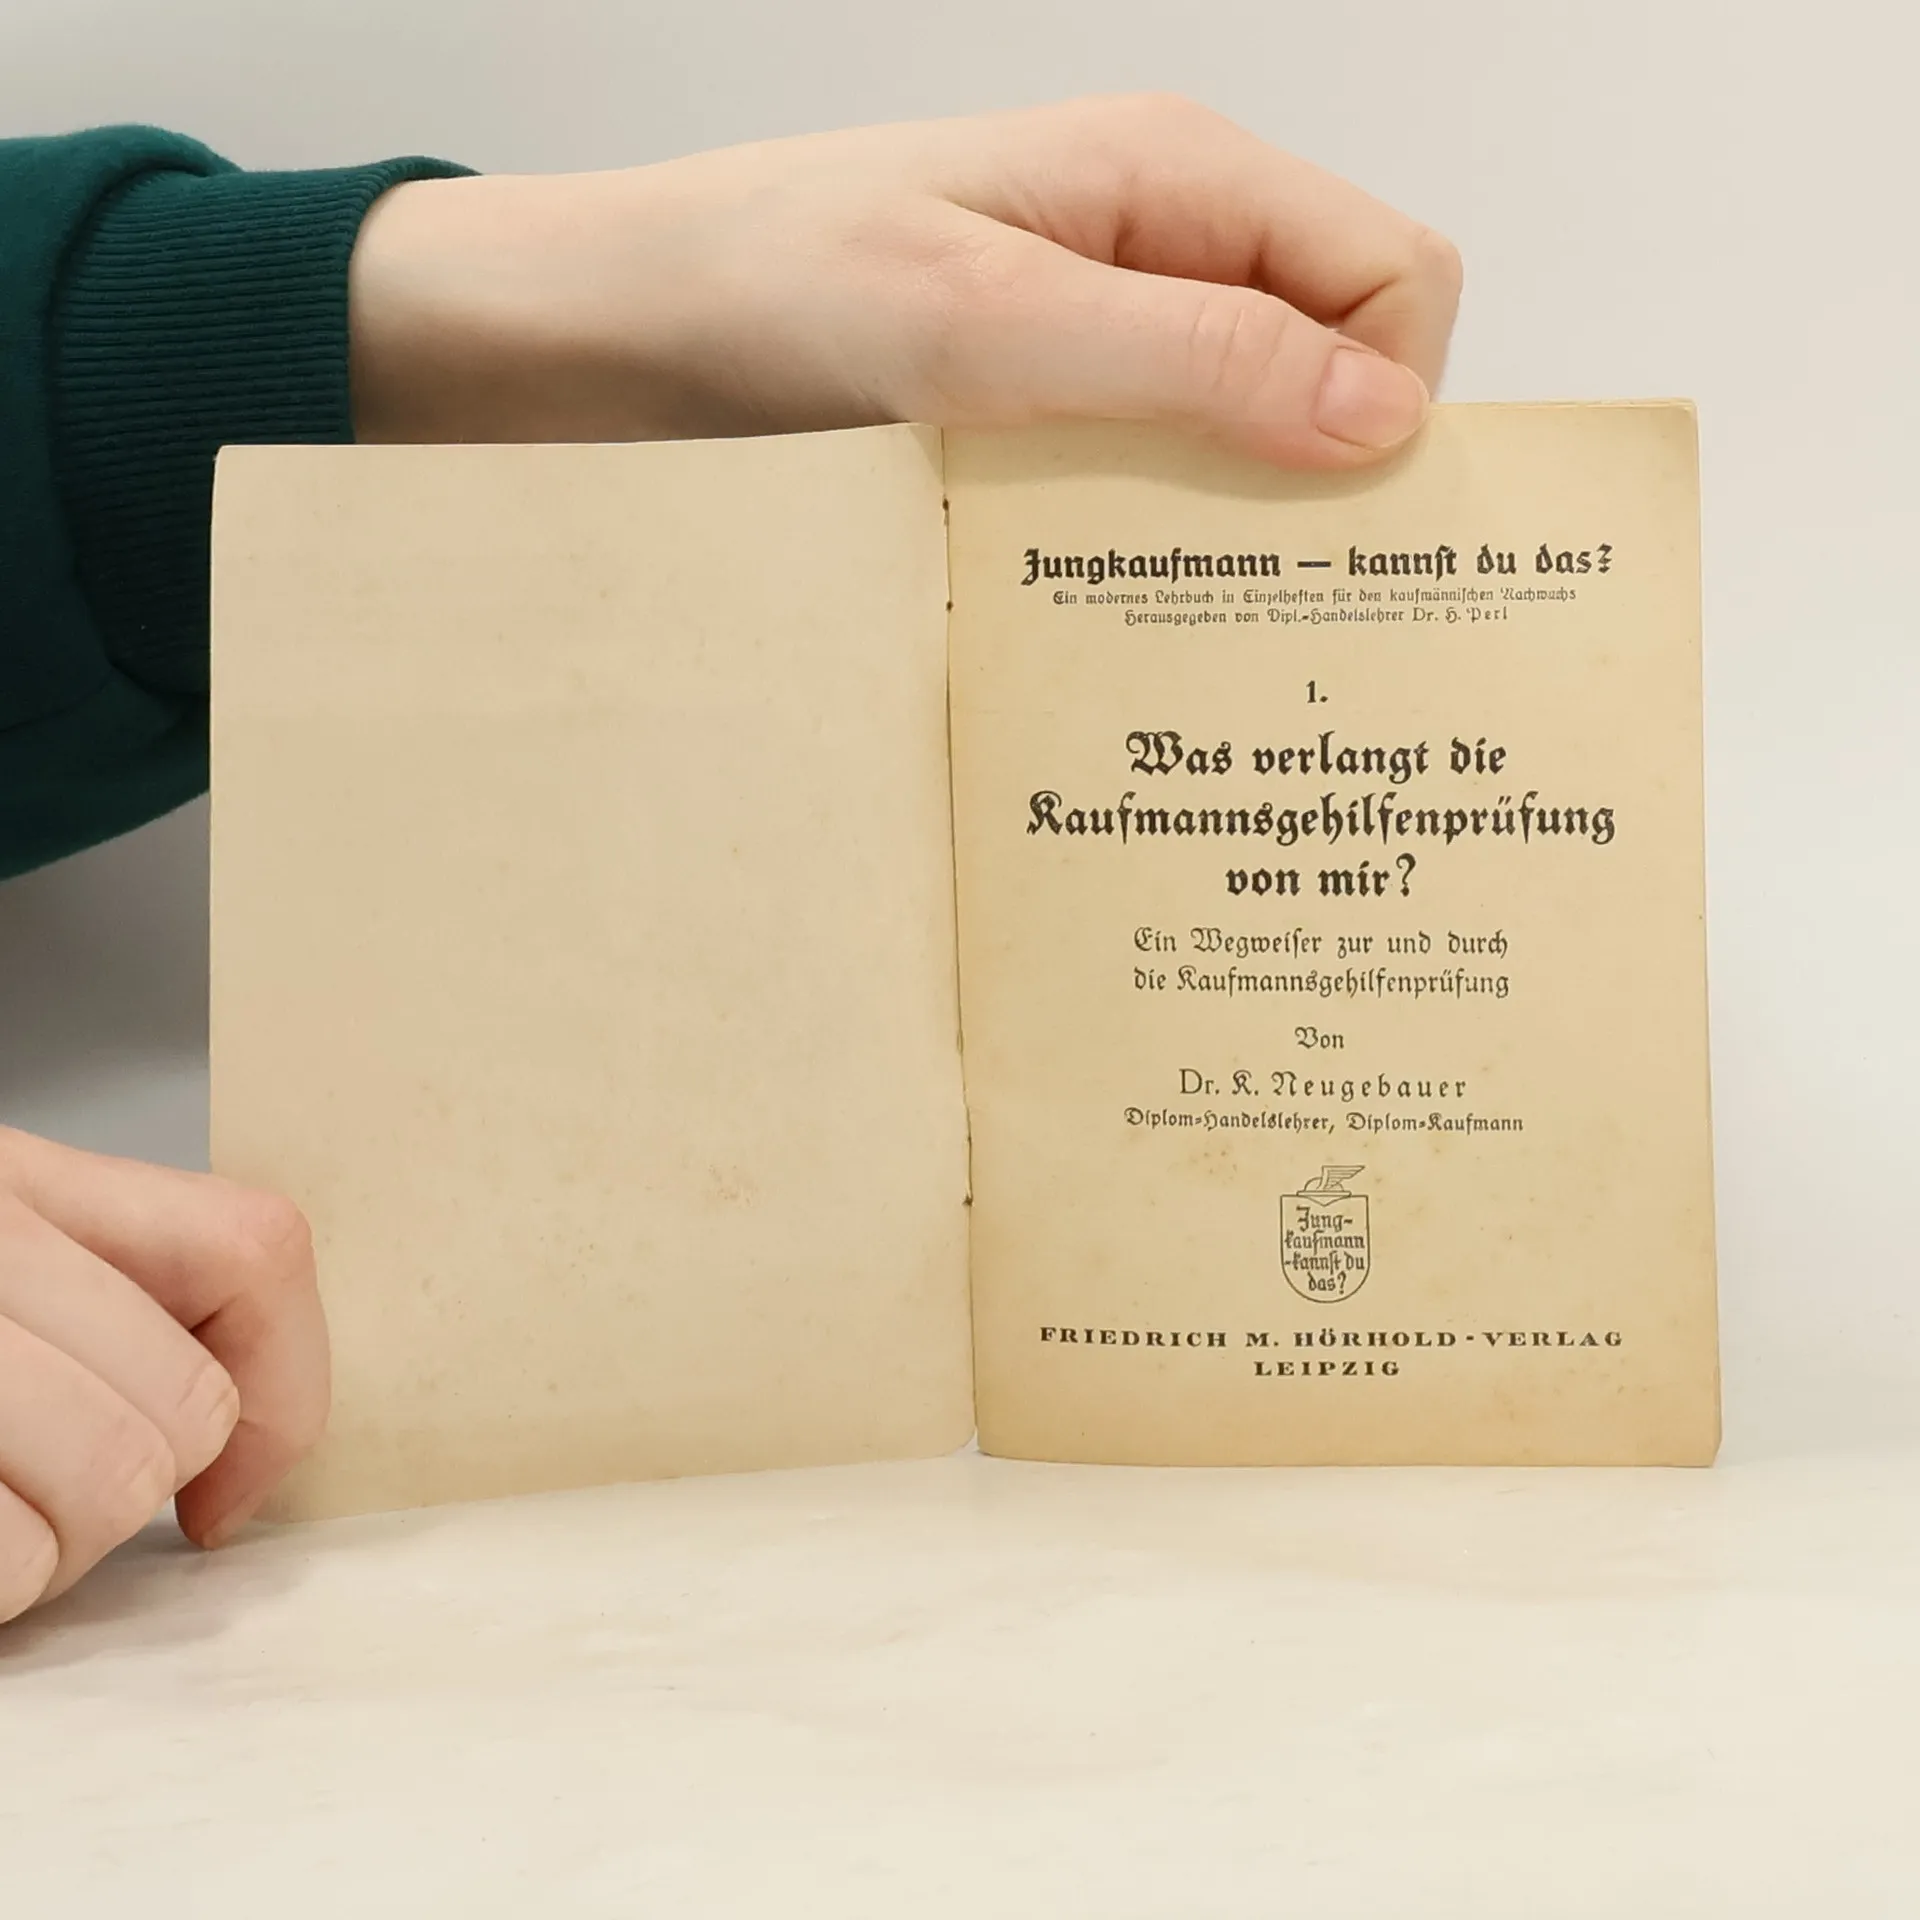 Jungkaufmann — kannſt du das?
Ein modernes Lehrbuch in Einzelheften für den kaufmänniſchen Nachwuchs
Herausgegeben von Dipl.-Handelslehrer Dr. H. Perl
1.
Was verlangt die
Kaufmannsgehilfenprüfung
von mir?
Ein Wegweiſer zur und durch
die Kaufmannsgehilfenprüfung
Von
Dr. K. Neugebauer
Diplom-Handelslehrer, Diplom-Kaufmann
Jung-
kaufmann
-kannſt du
das?
FRIEDRICH M. HÖRHOLD-VERLAG
LEIPZIG